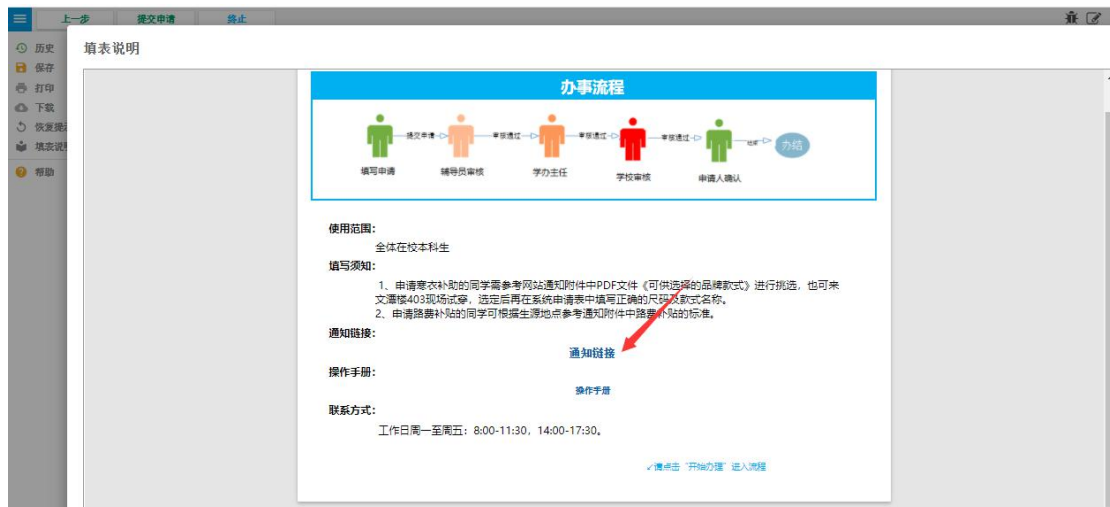 上一步 提交申请 终止
历史
保存
打印
下载
恢复提
填表说明
帮助
填表说明
办事流程
提交申请 审核通过 审核通过 审核通过 结束 办结
填写申请 辅导员审核 学办主任 学校审核 申请人确认
使用范围：
全体在校本科生
填写须知：
1、申请寒衣补助的同学需参考网站通知附件中PDF文件《可供选择的品牌款式》进行挑选，也可来
文潭楼403现场试穿，选定后再在系统申请表中填写正确的尺码及款式名称。
2、申请路费补贴的同学可根据生源地点参考通知附件中路费补贴的标准。
通知链接：
通知链接
操作手册：
操作手册
联系方式：
工作日周一至周五：8:00-11:30，14:00-17:30。
✓请点击“开始办理”进入流程